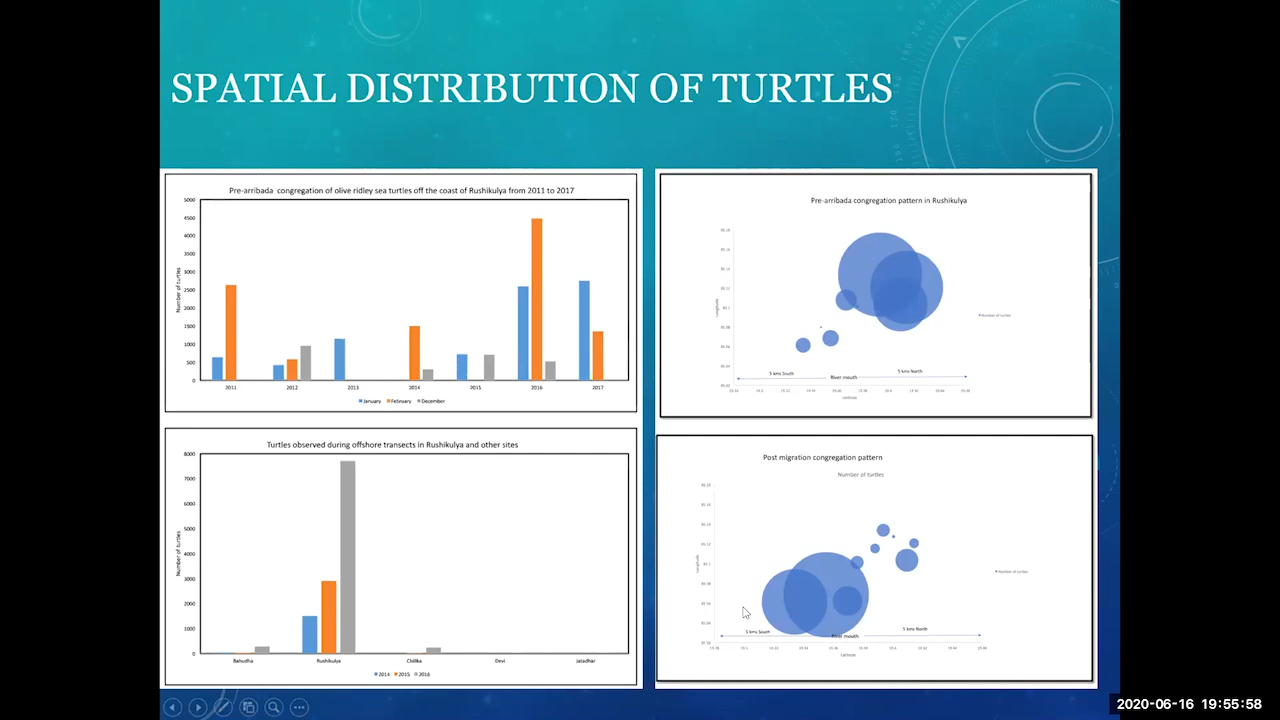 SPATIAL DISTRIBUTION OF TURTLES
Pre-arribada congregation of olive ridley sea turtles off the coast of Rushikulya from 2011 to 2017
5000
4500
4000
3500
3000
2500
2000
1500
1000
500
0
Number of turtles
2011 2012 2013 2014 2015 2016 2017
January February December
Pre-arribada congregation pattern in Rushikulya
Longitude
Number of turtles
5 kms South
River mouth
5 kms North
Turtles observed during offshore transects in Rushikulya and other sites
8000
7000
6000
5000
4000
3000
2000
1000
0
Number of turtles
Bahudha Rushikulya Chilika Devi Jatadhar
2014 2015 2016
Post migration congregation pattern
Number of turtles
Longitude
Number of turtles
5 kms South
River mouth
5 kms North
2020-06-16 19:55:58